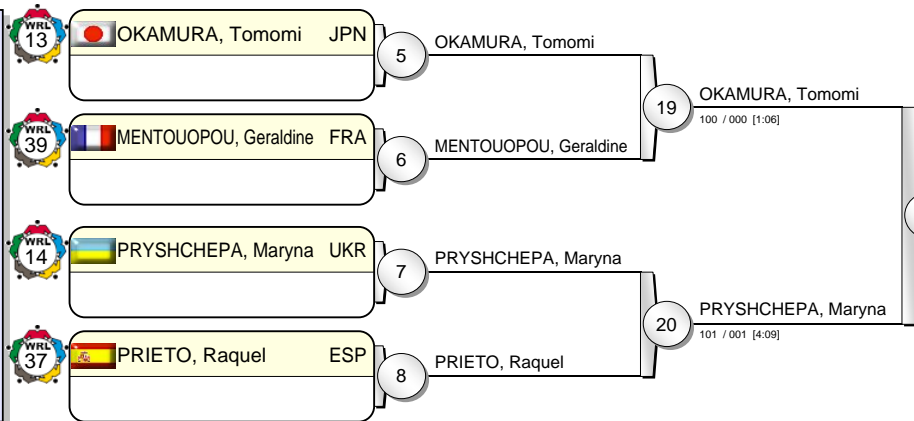 WRL
13
OKAMURA, Tomomi JPN
5
OKAMURA, Tomomi
19
OKAMURA, Tomomi
100 / 000 [1:06]
WRL
39
MENTOUOPOU, Geraldine FRA
6
MENTOUOPOU, Geraldine
WRL
14
PRYSHCHEPA, Maryna UKR
7
PRYSHCHEPA, Maryna
20
PRYSHCHEPA, Maryna
101 / 001 [4:09]
WRL
37
PRIETO, Raquel ESP
8
PRIETO, Raquel